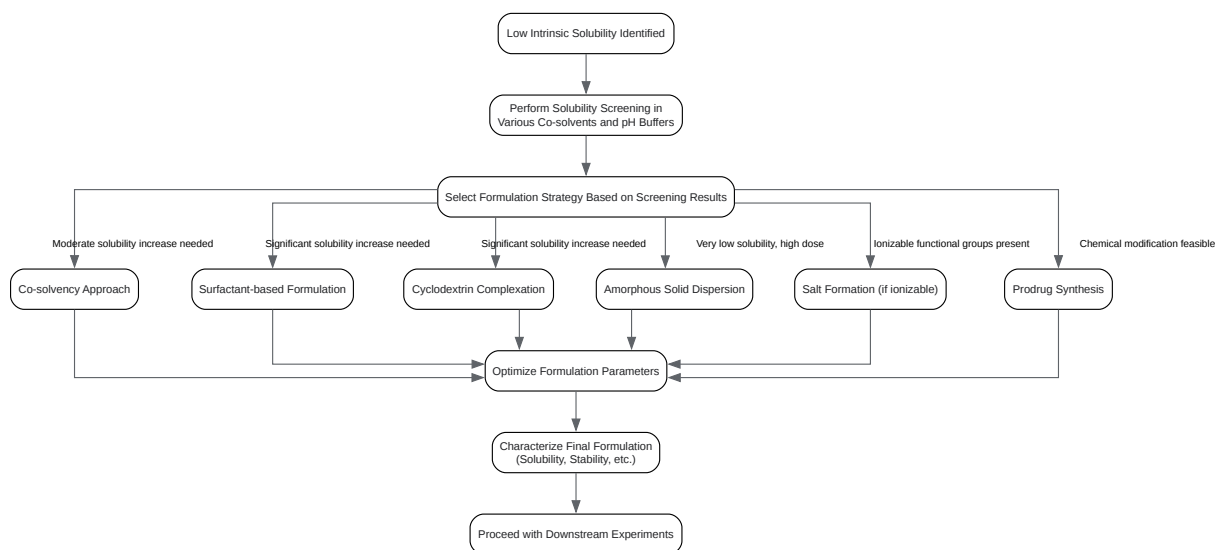 Low Intrinsic Solubility Identified
Perform Solubility Screening in
Various Co-solvents and pH Buffers
Select Formulation Strategy Based on Screening Results
Moderate solubility increase needed
Significant solubility increase needed
Significant solubility increase needed
Very low solubility, high dose
Ionizable functional groups present
Chemical modification feasible
Co-solvency Approach
Surfactant-based Formulation
Cyclodextrin Complexation
Amorphous Solid Dispersion
Salt Formation (if ionizable)
Prodrug Synthesis
Optimize Formulation Parameters
Characterize Final Formulation
(Solubility, Stability, etc.)
Proceed with Downstream Experiments